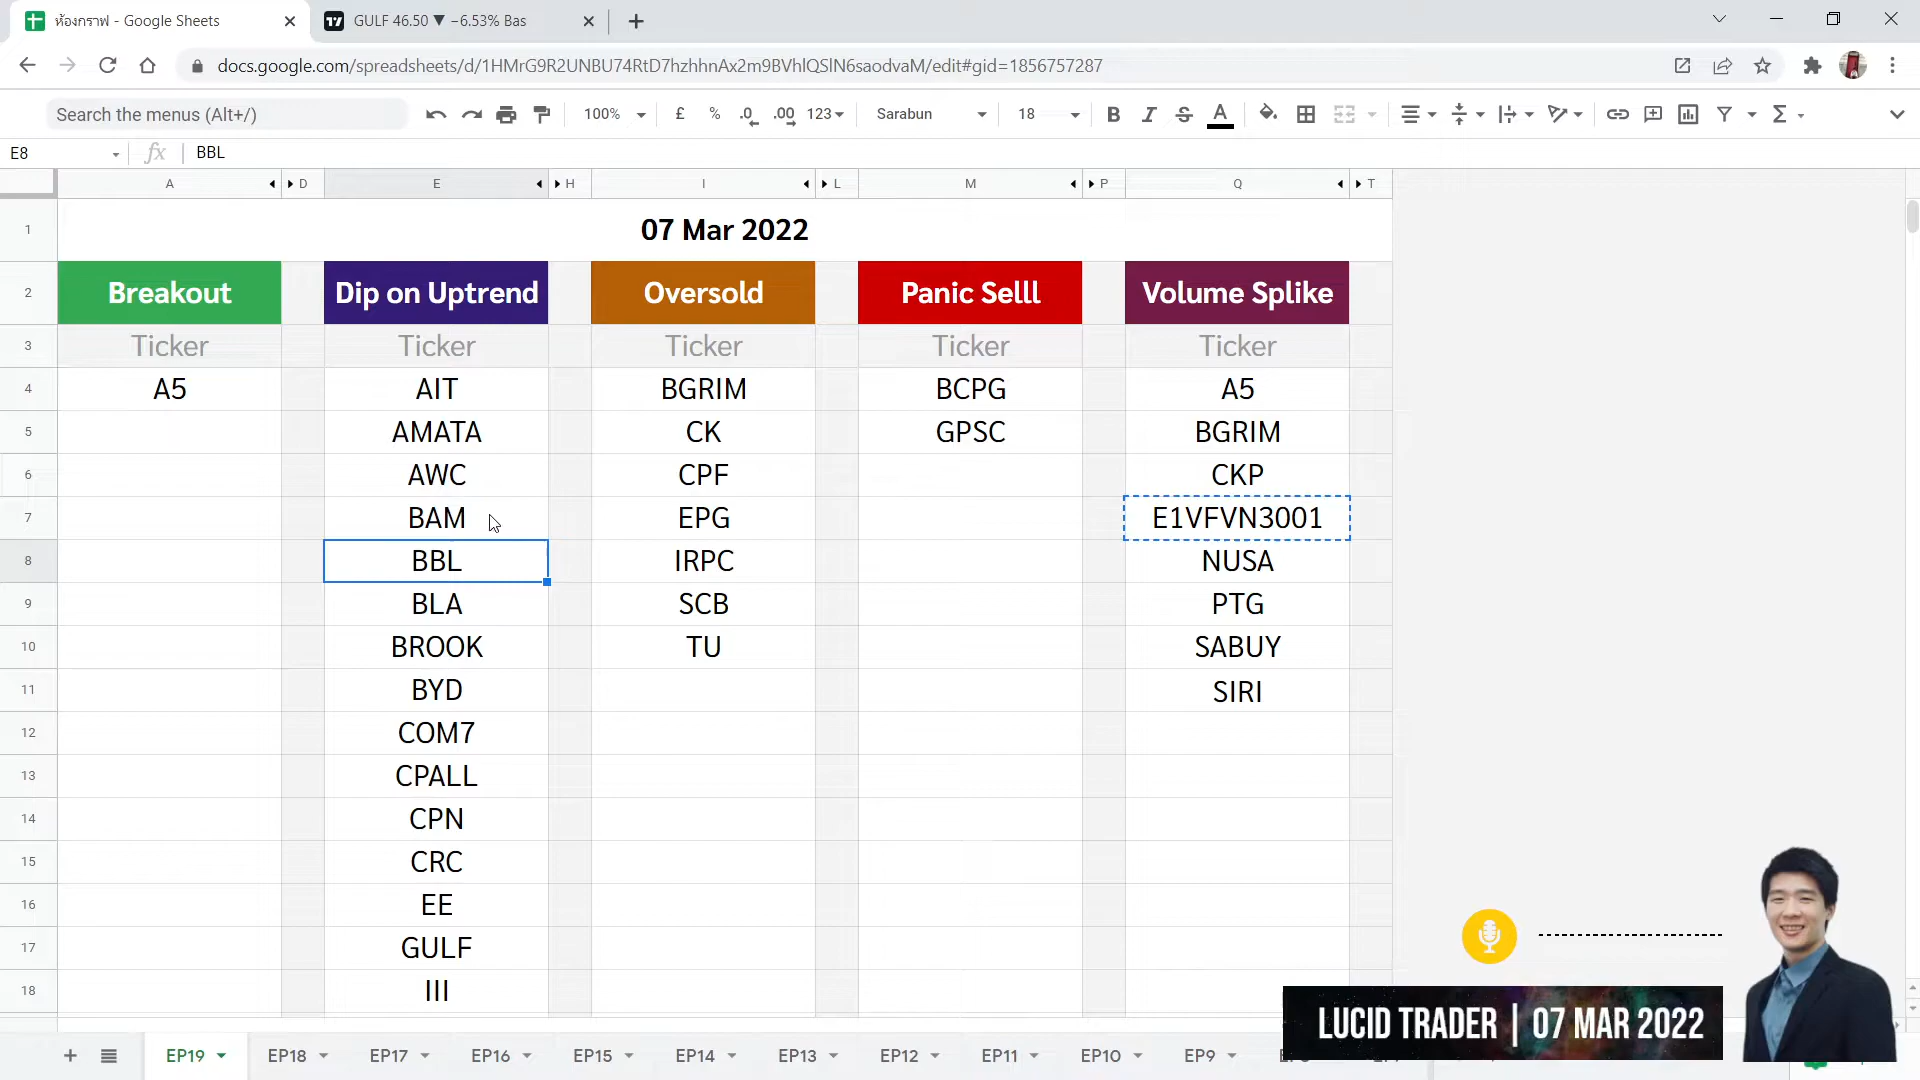 ห้องกราฟ - Google Sheets
GULF 46.50 ▼ −6.53% Bas
docs.google.com/spreadsheets/d/1HMrG9R2UNBU74RtD7hzhhnAx2m9BVhlQSlN6saodvaM/edit#gid=1856757287
Search the menus (Alt+/)
100%
£
%
.0
.00
123
Sarabun
18
B
I
S
A
Σ
E8
fx
BBL
A D E H I L M P Q T
1 07 Mar 2022
2 Breakout Dip on Uptrend Oversold Panic Selll Volume Splike
3 Ticker Ticker Ticker Ticker Ticker
4 A5 AIT BGRIM BCPG A5
5 AMATA CK GPSC BGRIM
6 AWC CPF CKP
7 BAM EPG E1VFVN3001
8 BBL IRPC NUSA
9 BLA SCB PTG
10 BROOK TU SABUY
11 BYD SIRI
12 COM7
13 CPALL
14 CPN
15 CRC
16 EE
17 GULF
18 III
LUCID TRADER | 07 MAR 2022
EP19 EP18 EP17 EP16 EP15 EP14 EP13 EP12 EP11 EP10 EP9